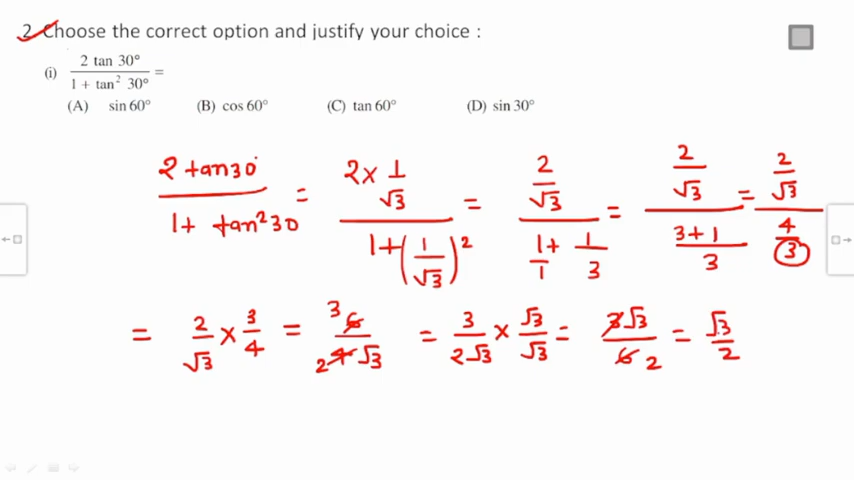 2. Choose the correct option and justify your choice :
(i) 2 tan 30° / 1 + tan² 30° =
(A) sin 60° (B) cos 60° (C) tan 60° (D) sin 30°
2 tan30° / 1 + tan²30 = 2 × 1/√3 / 1+(1/√3)² = 2/√3 / 1/1 + 1/3 = 2/√3 / 3+1/3 = 2/√3 / 4/3
= 2/√3 × 3/4 = 3 6 / 2 4√3 = 3/2√3 × √3/√3 = 3√3 / 6 2 = √3/2